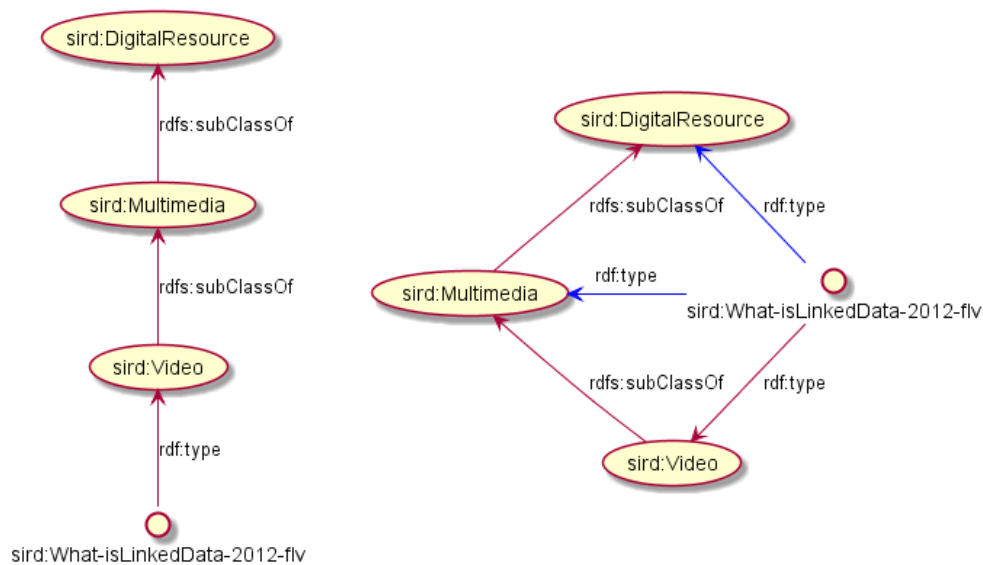 sird:DigitalResource
rdfs:subClassOf
sird:Multimedia
rdfs:subClassOf
sird:Video
rdf:type
sird:What-isLinkedData-2012-flv
sird:DigitalResource
rdfs:subClassOf
rdf:type
rdf:type
sird:Multimedia
sird:What-isLinkedData-2012-flv
rdfs:subClassOf
rdf:type
sird:Video